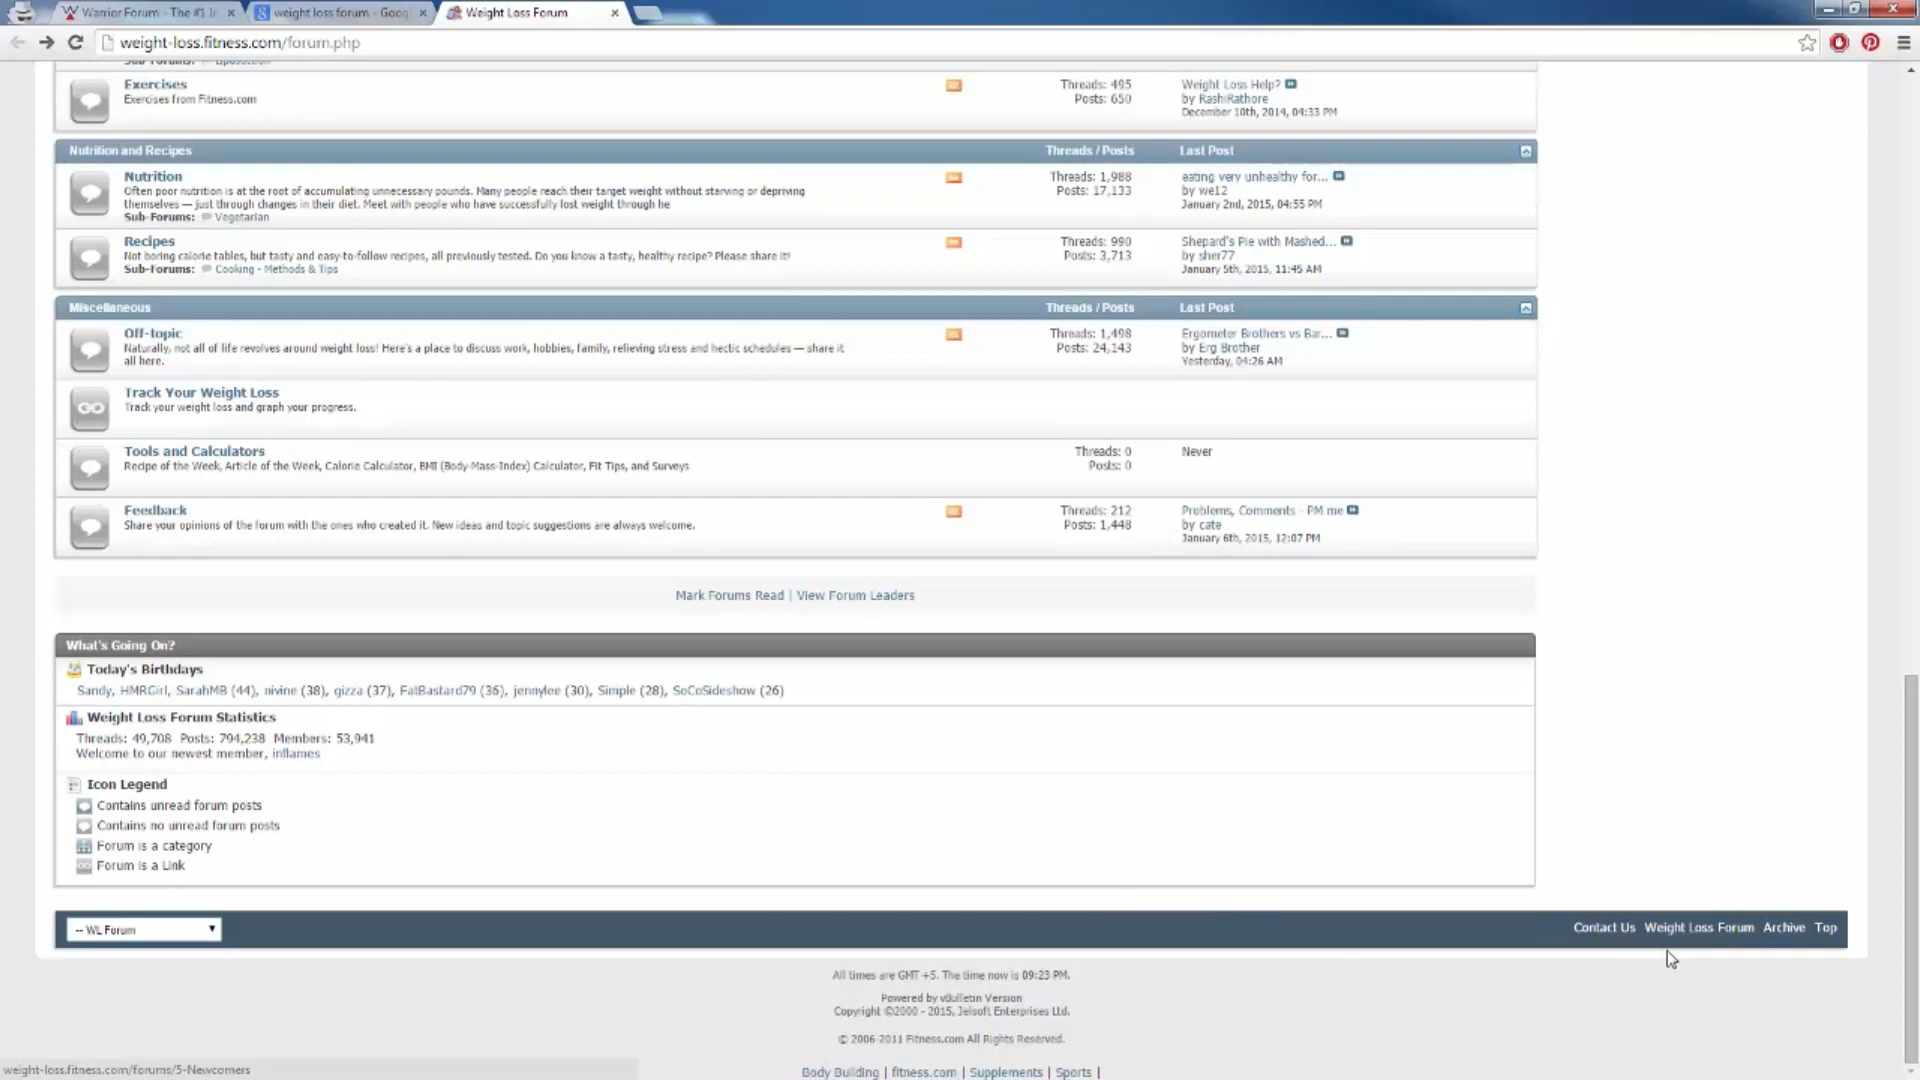 Warrior Forum - The #1 In
weight loss forum - Goog
Weight Loss Forum
weight-loss.fitness.com/forum.php
Sub-Forums: Liposuction
Exercises
Exercises from Fitness.com
Threads: 495
Posts: 650
Weight Loss Help?
by RashiRathore
December 10th, 2014, 04:33 PM
Nutrition and Recipes
Threads / Posts
Last Post
Nutrition
Often poor nutrition is at the root of accumulating unnecessary pounds. Many people reach their target weight without starving or depriving
themselves — just through changes in their diet. Meet with people who have successfully lost weight through he
Sub-Forums: Vegetarian
Threads: 1,988
Posts: 17,133
eating very unhealthy for...
by we12
January 2nd, 2015, 04:55 PM
Recipes
Not boring calorie tables, but tasty and easy-to-follow recipes, all previously tested. Do you know a tasty, healthy recipe? Please share it!
Sub-Forums: Cooking - Methods & Tips
Threads: 990
Posts: 3,713
Shepard's Pie with Mashed...
by sher77
January 5th, 2015, 11:45 AM
Miscellaneous
Threads / Posts
Last Post
Off-topic
Naturally, not all of life revolves around weight loss! Here's a place to discuss work, hobbies, family, relieving stress and hectic schedules — share it
all here.
Threads: 1,498
Posts: 24,143
Ergometer Brothers vs Bar...
by Erg Brother
Yesterday, 04:26 AM
Track Your Weight Loss
Track your weight loss and graph your progress.
Tools and Calculators
Recipe of the Week, Article of the Week, Calorie Calculator, BMI (Body-Mass-Index) Calculator, Fit Tips, and Surveys
Threads: 0
Posts: 0
Never
Feedback
Share your opinions of the forum with the ones who created it. New ideas and topic suggestions are always welcome.
Threads: 212
Posts: 1,448
Problems, Comments - PM me
by cate
January 6th, 2015, 12:07 PM
Mark Forums Read | View Forum Leaders
What's Going On?
Today's Birthdays
Sandy, HMRGirl, SarahMB (44), nivine (38), gizza (37), FatBastard79 (36), jennylee (30), Simple (28), SoCoSideshow (26)
Weight Loss Forum Statistics
Threads: 49,708 Posts: 794,238 Members: 53,941
Welcome to our newest member, inflames
Icon Legend
Contains unread forum posts
Contains no unread forum posts
Forum is a category
Forum is a Link
-- WL Forum
Contact Us Weight Loss Forum Archive Top
All times are GMT +5. The time now is 09:23 PM.
Powered by vBulletin Version
Copyright ©2000 - 2015, Jelsoft Enterprises Ltd.
© 2006-2011 Fitness.com All Rights Reserved.
weight-loss.fitness.com/forums/5-Newcomers
Body Building | fitness.com | Supplements | Sports |